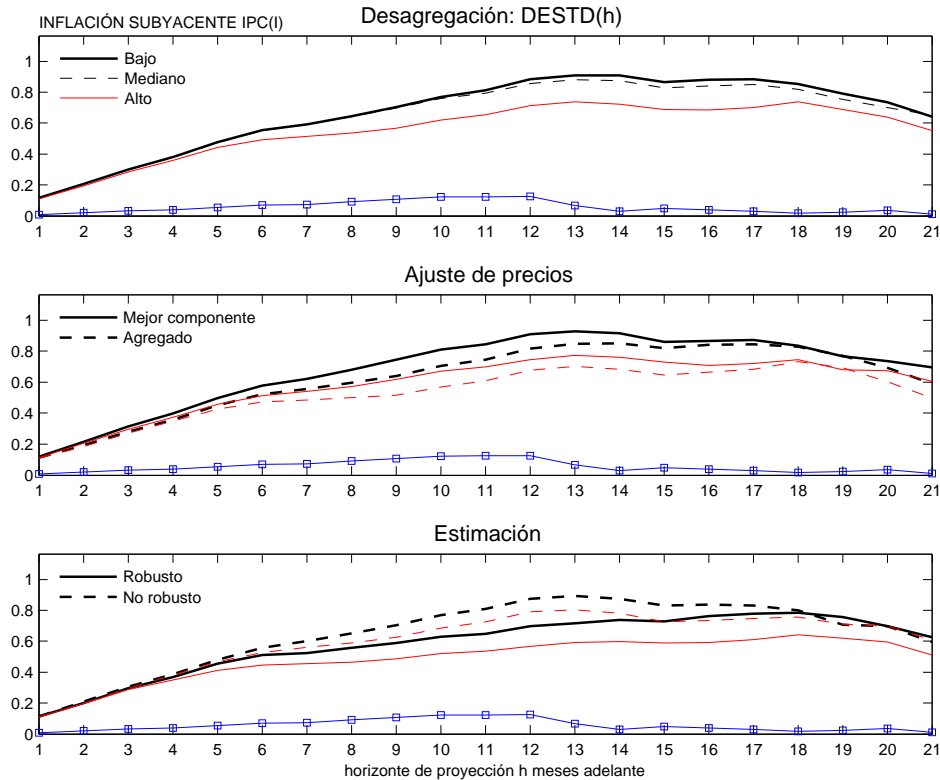 Desagregación: DESTD(h)
INFLACIÓN SUBYACENTE IPC(I)
Bajo
Mediano
Alto
1
0.8
0.6
0.4
0.2
0
1 2 3 4 5 6 7 8 9 10 11 12 13 14 15 16 17 18 19 20 21
Ajuste de precios
Mejor componente
Agregado
1
0.8
0.6
0.4
0.2
0
1 2 3 4 5 6 7 8 9 10 11 12 13 14 15 16 17 18 19 20 21
Estimación
Robusto
No robusto
1
0.8
0.6
0.4
0.2
0
1 2 3 4 5 6 7 8 9 10 11 12 13 14 15 16 17 18 19 20 21
horizonte de proyección h meses adelante